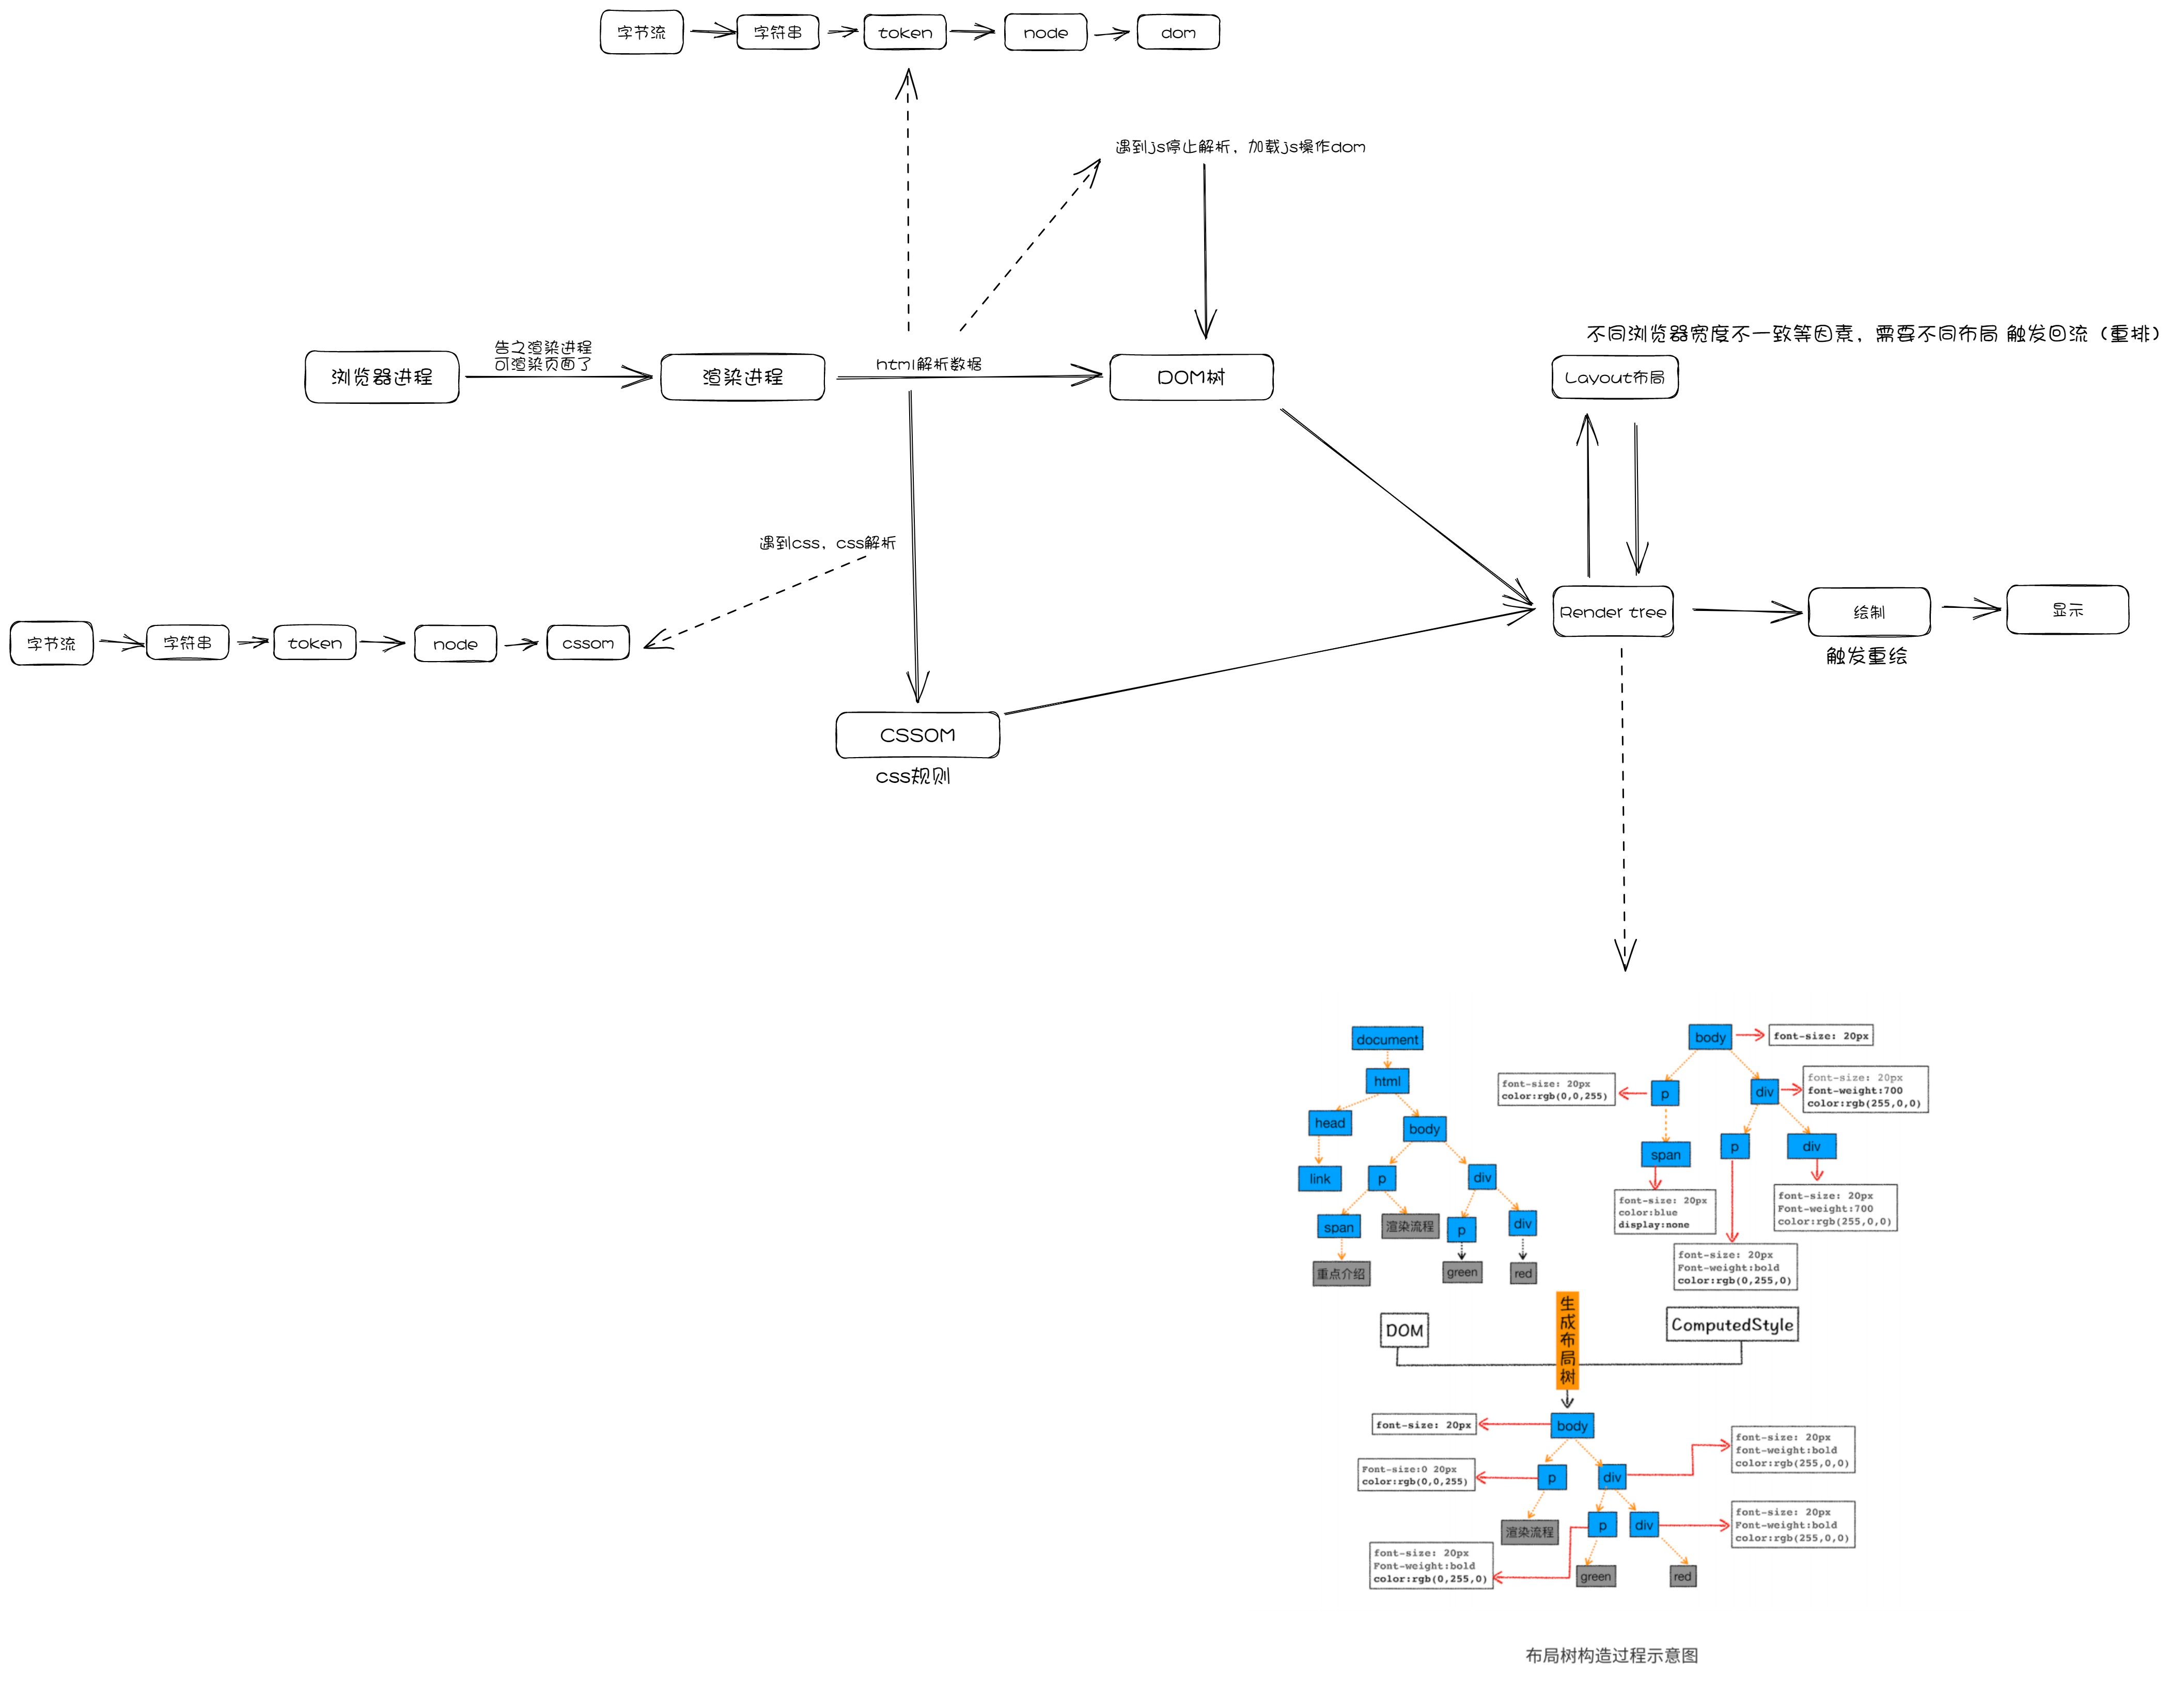 字节流
字符串
token
node
dom
遇到js停止解析，加载js操作dom
不同浏览器宽度不一致等因素，需要不同布局 触发回流（重排）
浏览器进程
告之渲染进程
可渲染页面了
渲染进程
html解析数据
DOM树
Layout布局
遇到css，css解析
字节流
字符串
token
node
cssom
Render tree
绘制
显示
触发重绘
CSSOM
css规则
document
html
head
body
link
p
div
span
渲染流程
p
div
重点介绍
green
red
body
font-size: 20px
font-size: 20px
color:rgb(0,0,255)
p
div
font-size: 20px
font-weight:700
color:rgb(255,0,0)
span
p
div
font-size: 20px
color:blue
display:none
font-size: 20px
Font-weight:700
color:rgb(255,0,0)
font-size: 20px
Font-weight:bold
color:rgb(0,255,0)
DOM
生成布局树
ComputedStyle
font-size: 20px
body
font-size: 20px
font-weight:bold
color:rgb(255,0,0)
Font-size:0 20px
color:rgb(0,0,255)
p
div
渲染流程
p
div
font-size: 20px
Font-weight:bold
color:rgb(255,0,0)
font-size: 20px
Font-weight:bold
color:rgb(0,255,0)
green
red
布局树构造过程示意图